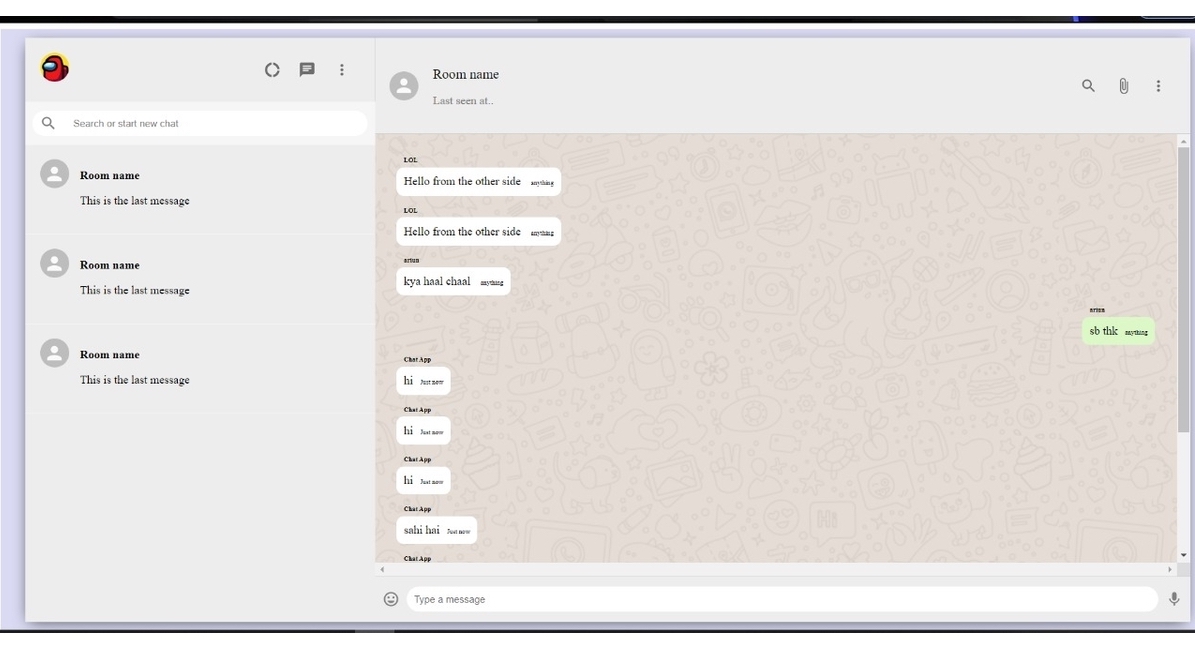 Search or start new chat
Room name
This is the last message
Room name
This is the last message
Room name
This is the last message
Room name
Last seen at..
LOL
Hello from the other side anything
LOL
Hello from the other side anything
kya haal chaal anything
sb thk anything
Chat App
hi Just now
Chat App
hi Just now
Chat App
hi Just now
Chat App
sahi hai Just now
Chat App
Type a message